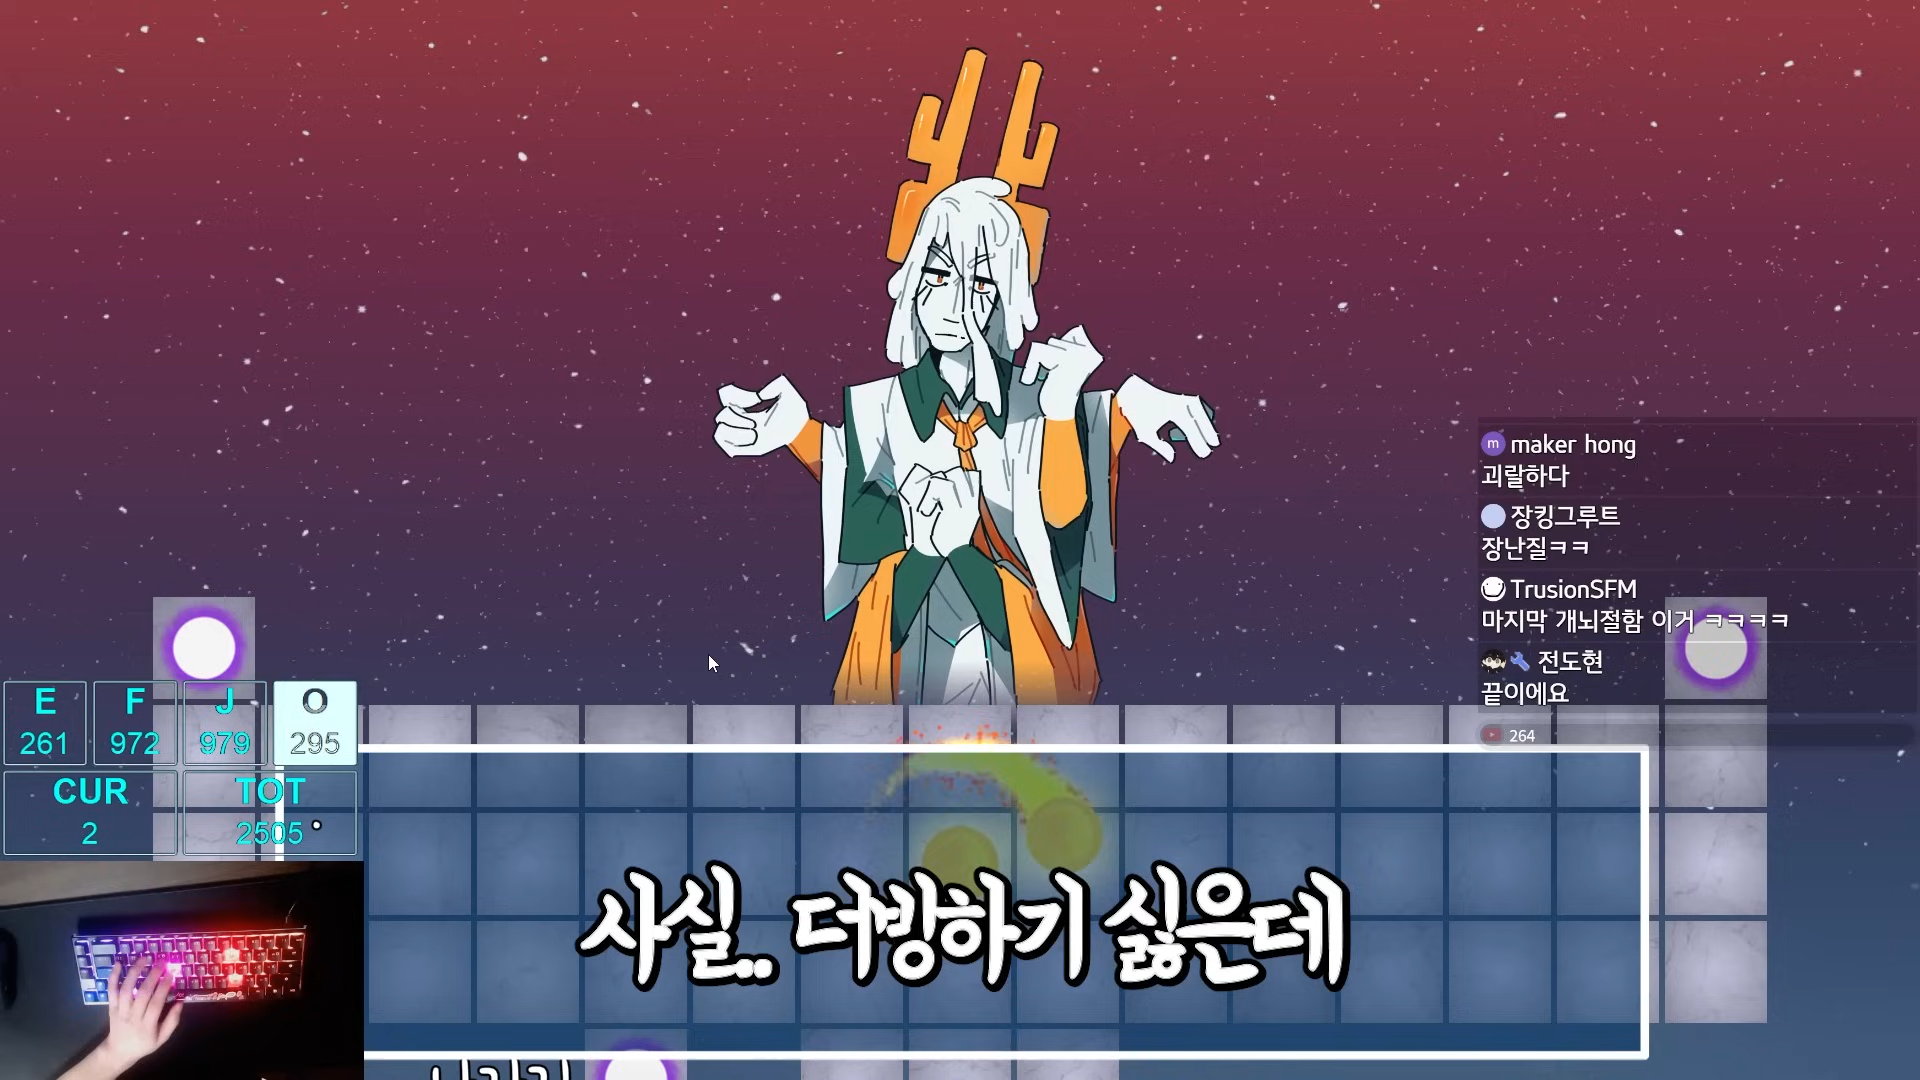 maker hong
괴랄하다
장킹그루트
장난질ㅋㅋ
TrusionSFM
마지막 개뇌절함 이거 ㅋㅋㅋㅋ
전도현
끝이에요
264
E F J O
261 972 979 295
CUR TOT
2 2505
사실.. 더빙하기 싫은데